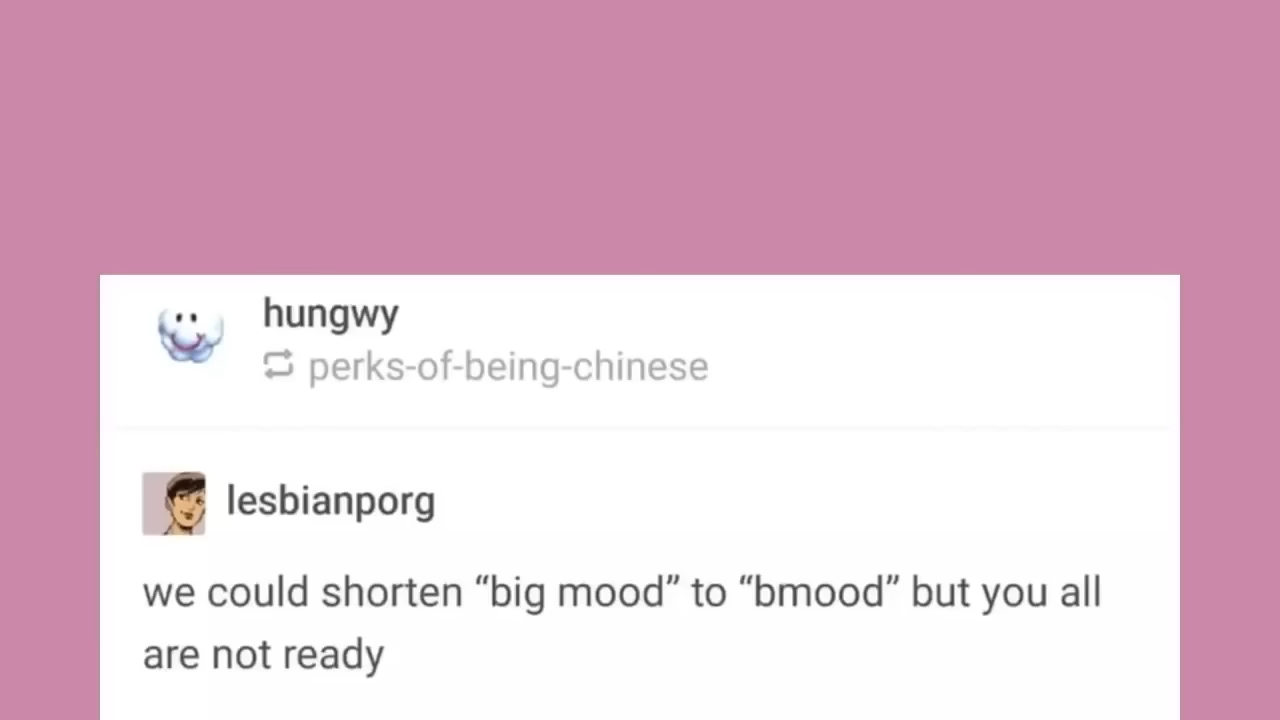 hungwy
perks-of-being-chinese
lesbianporg
we could shorten “big mood” to “bmood” but you all
are not ready